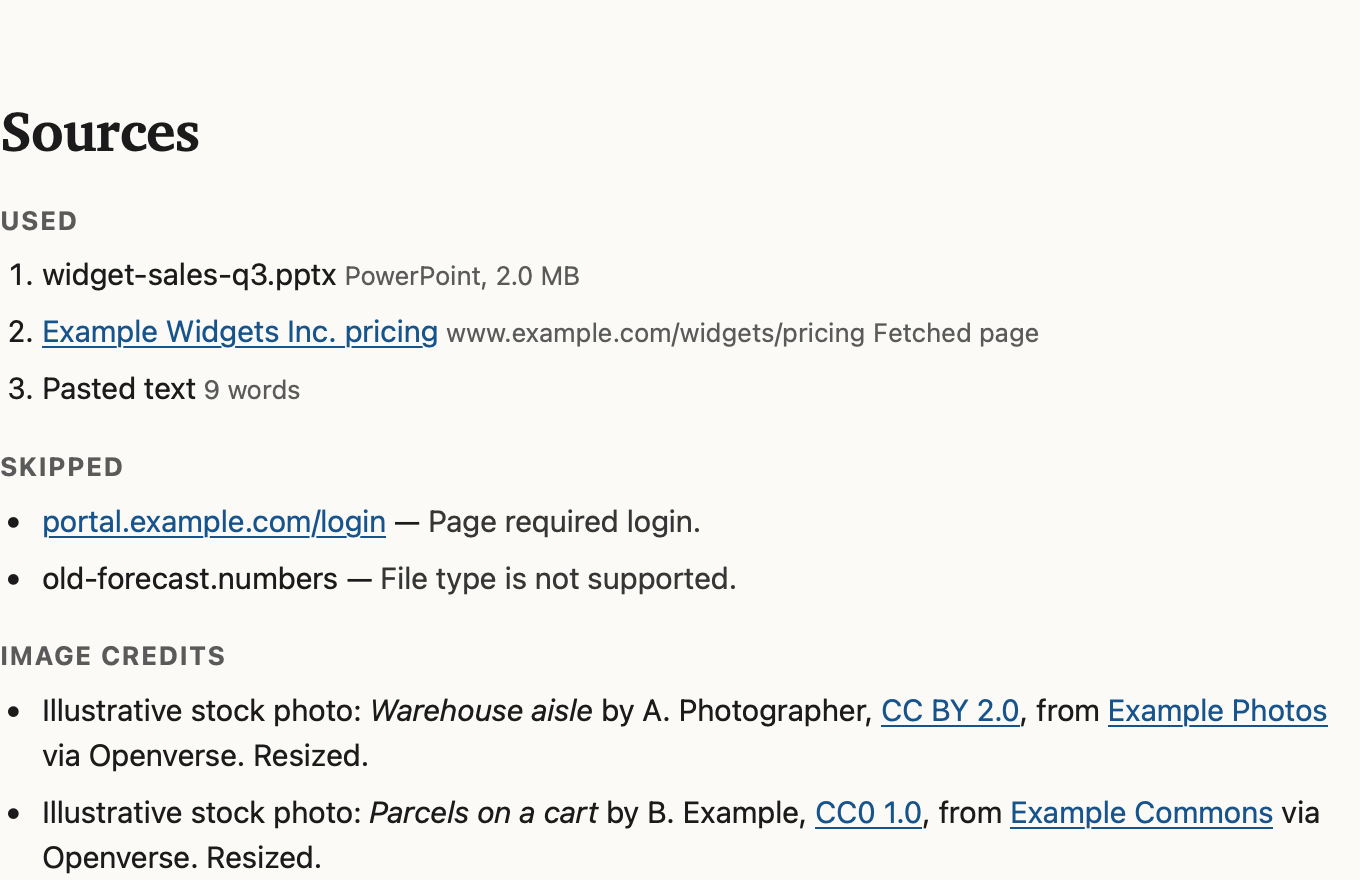 Sources
USED
1. widget-sales-q3.pptx PowerPoint, 2.0 MB
2. Example Widgets Inc. pricing www.example.com/widgets/pricing Fetched page
3. Pasted text 9 words
SKIPPED
• portal.example.com/login — Page required login.
• old-forecast.numbers — File type is not supported.
IMAGE CREDITS
• Illustrative stock photo: Warehouse aisle by A. Photographer, CC BY 2.0, from Example Photos
via Openverse. Resized.
• Illustrative stock photo: Parcels on a cart by B. Example, CC0 1.0, from Example Commons via
Openverse. Resized.